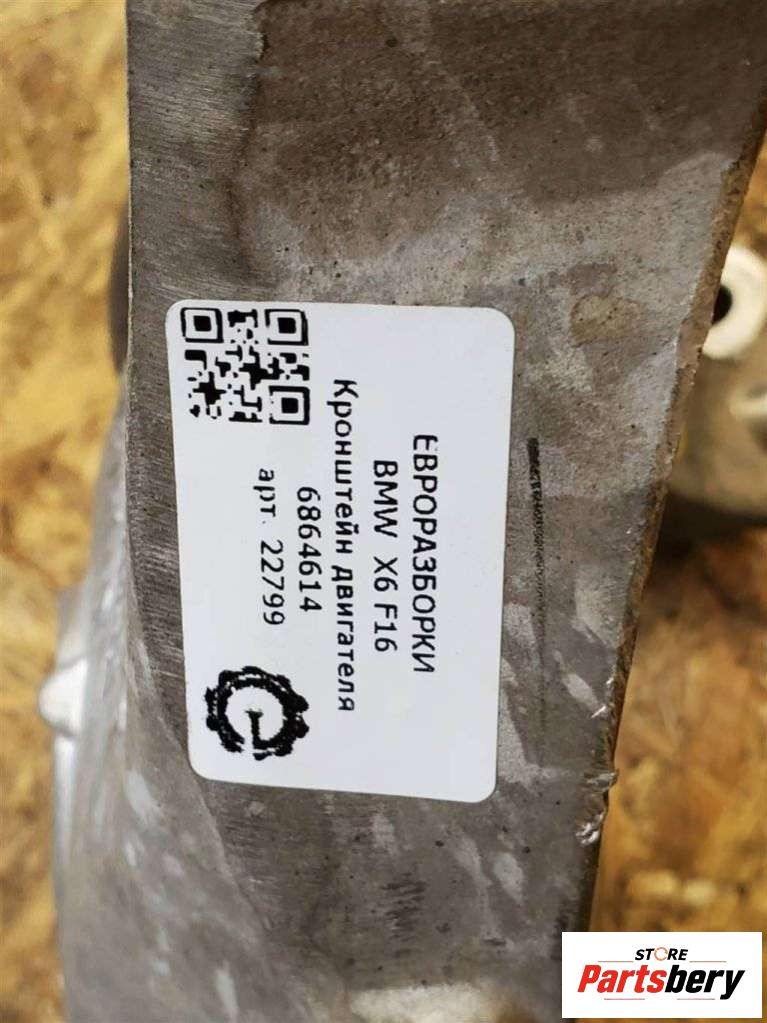 ЕВРОРАЗБОРКИ
BMW X6 F16
Кронштейн двигателя
6864614
арт. 22799
STORE
Partsbery